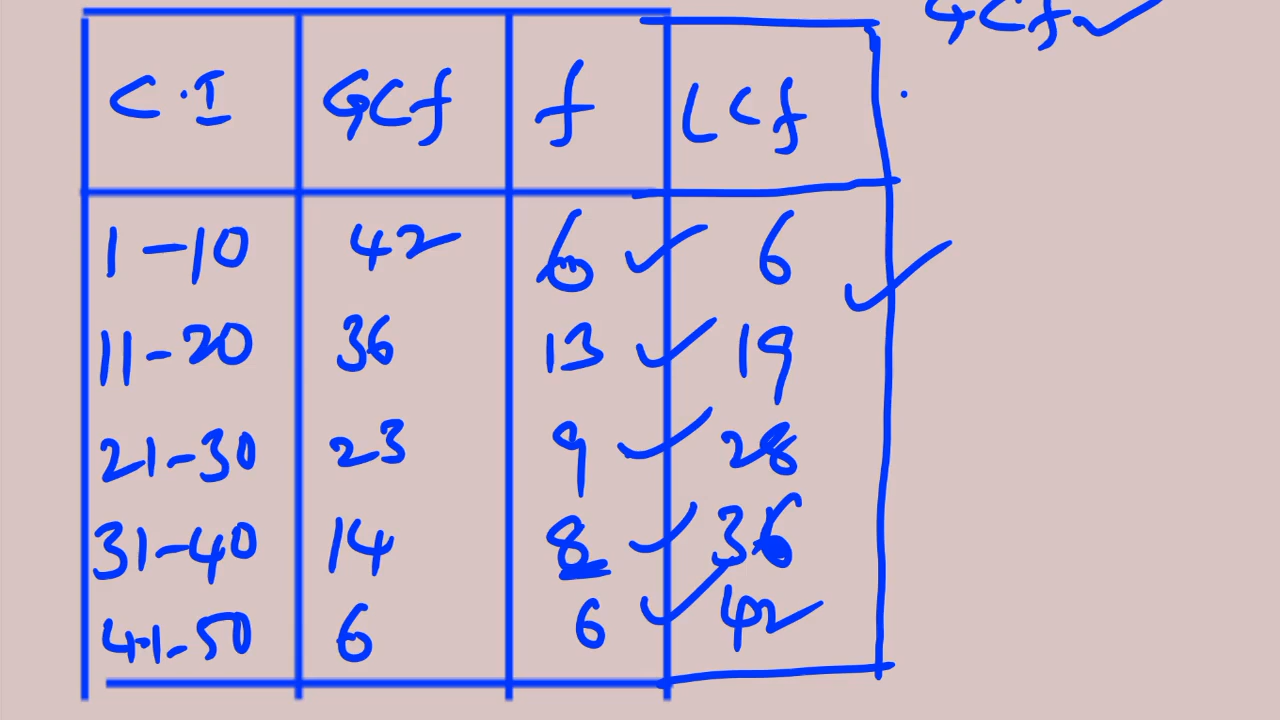 GCf
C.I GCf f LCf
1-10 42 6 6
11-20 36 13 19
21-30 23 9 28
31-40 14 8 36
41-50 6 6 42